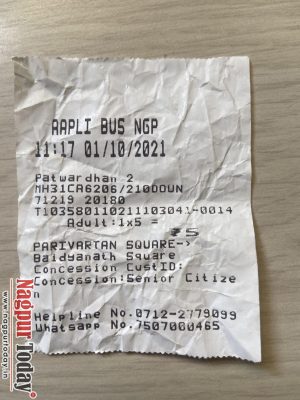 AAPLI BUS NGP
11:17 01/10/2021
Patwardhan 2
MH31CA6206/2100DUN
71219 20180
T103580110211103041-0014
Adult:1x5 =
₹5
PARIVARTAN SQUARE->
Baidyanath Square
Concession CustID:
Concession:Senior Citize
n
Helpline No.0712-2779099
Whatsapp No.7507000465
Nagpur Today
www.nagpurtoday.in